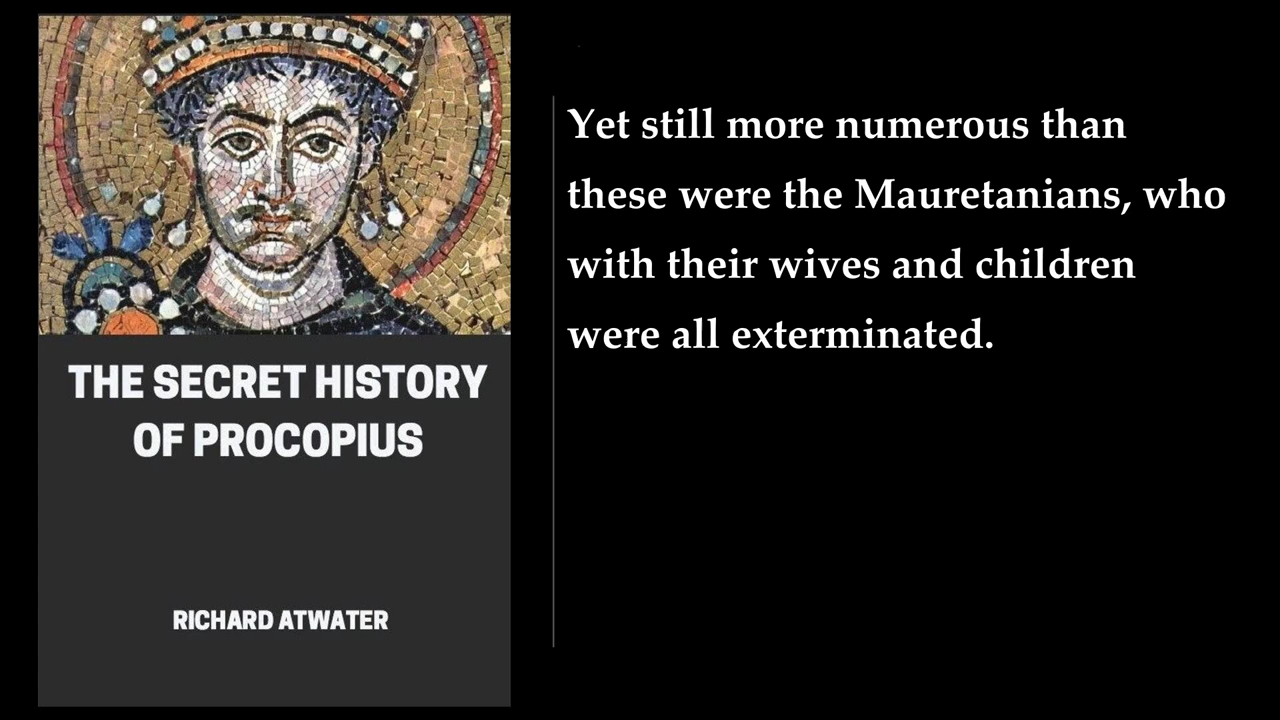 THE SECRET HISTORY
OF PROCOPIUS
RICHARD ATWATER
Yet still more numerous than
these were the Mauretanians, who
with their wives and children
were all exterminated.